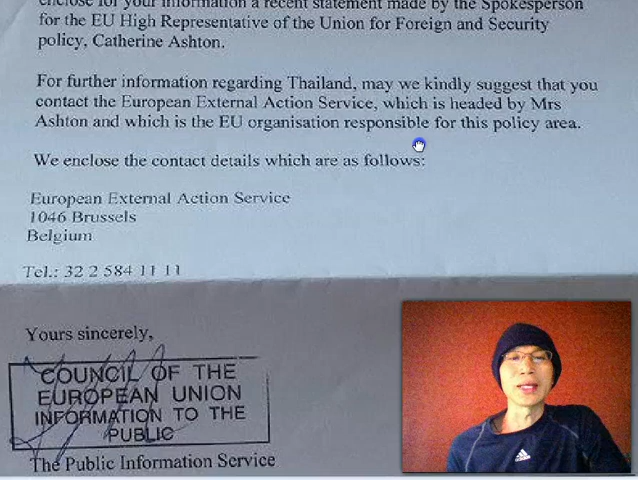 enclose for your information a recent statement made by the Spokesperson
for the EU High Representative of the Union for Foreign and Security
policy, Catherine Ashton.
For further information regarding Thailand, may we kindly suggest that you
contact the European External Action Service, which is headed by Mrs
Ashton and which is the EU organisation responsible for this policy area.
We enclose the contact details which are as follows:
European External Action Service
1046 Brussels
Belgium
Tel.: 32 2 584 11 11
Yours sincerely,
COUNCIL OF THE
EUROPEAN UNION
INFORMATION TO THE
PUBLIC
The Public Information Service